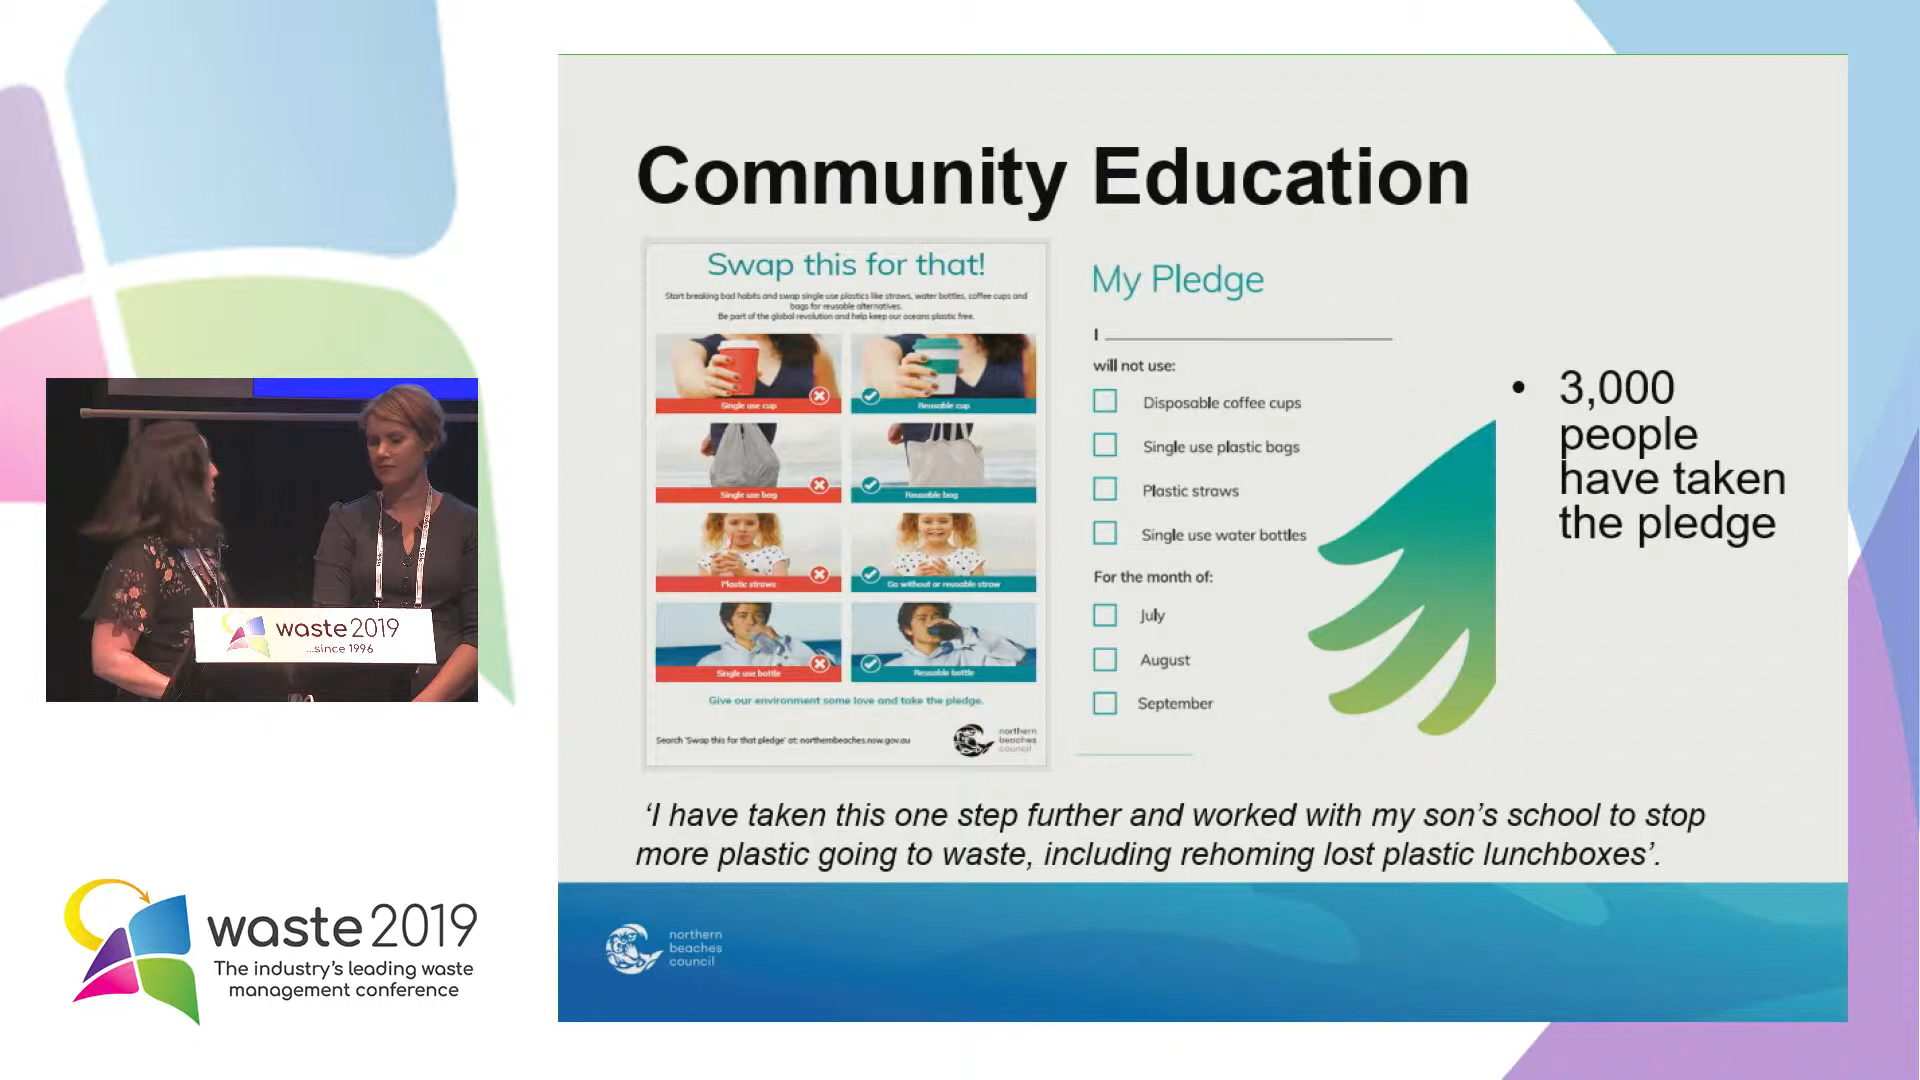 Community Education
Swap this for that!
Start breaking bad habits and swap single use plastics like straws, water bottles, coffee cups and
bags for reusable alternatives.
Be part of the global revolution and help keep our oceans plastic free.
Single use cup
Reusable cup
Single use bag
Reusable bag
Plastic straws
Go without or reusable straw
Single use bottle
Reusable bottle
Give our environment some love and take the pledge.
Search 'Swap this for that pledge' at: northernbeaches.nsw.gov.au
northern
beaches
council
My Pledge
I
will not use:
Disposable coffee cups
Single use plastic bags
Plastic straws
Single use water bottles
For the month of:
July
August
September
• 3,000
people
have taken
the pledge
‘I have taken this one step further and worked with my son’s school to stop
more plastic going to waste, including rehoming lost plastic lunchboxes’.
northern
beaches
council
waste 2019
...since 1996
waste 2019
The industry's leading waste
management conference